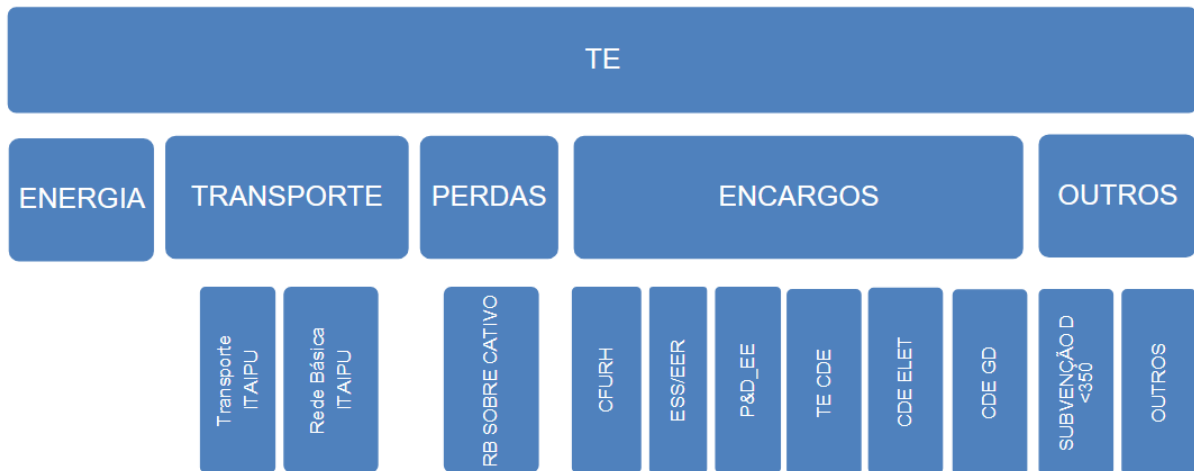 TE
ENERGIA
TRANSPORTE
PERDAS
ENCARGOS
OUTROS
Transporte
ITAIPU
Rede Básica
ITAIPU
RB SOBRE CATIVO
CFURH
ESS/EER
P&D_EE
TE CDE
CDE ELET
CDE GD
SUBVENÇÃO D
<350
OUTROS